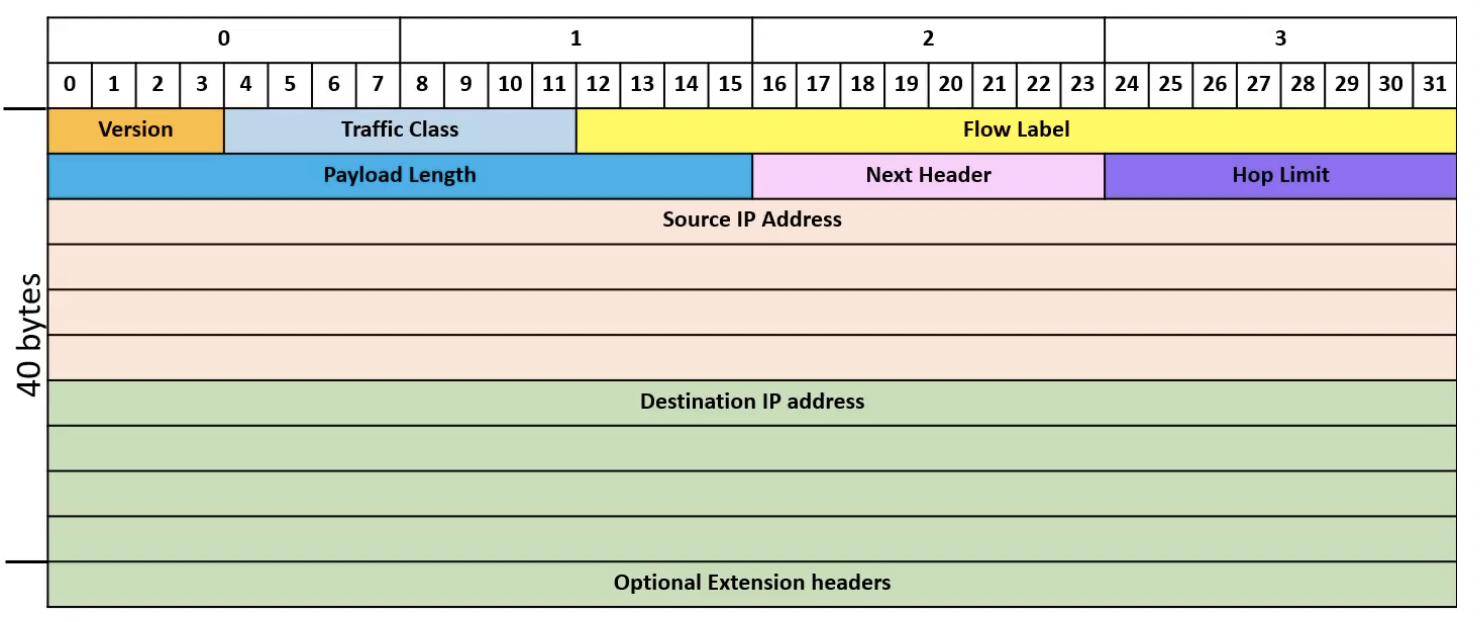 0 1 2 3
0 1 2 3 4 5 6 7 8 9 10 11 12 13 14 15 16 17 18 19 20 21 22 23 24 25 26 27 28 29 30 31
Version Traffic Class Flow Label
Payload Length Next Header Hop Limit
Source IP Address
40 bytes
Destination IP address
Optional Extension headers